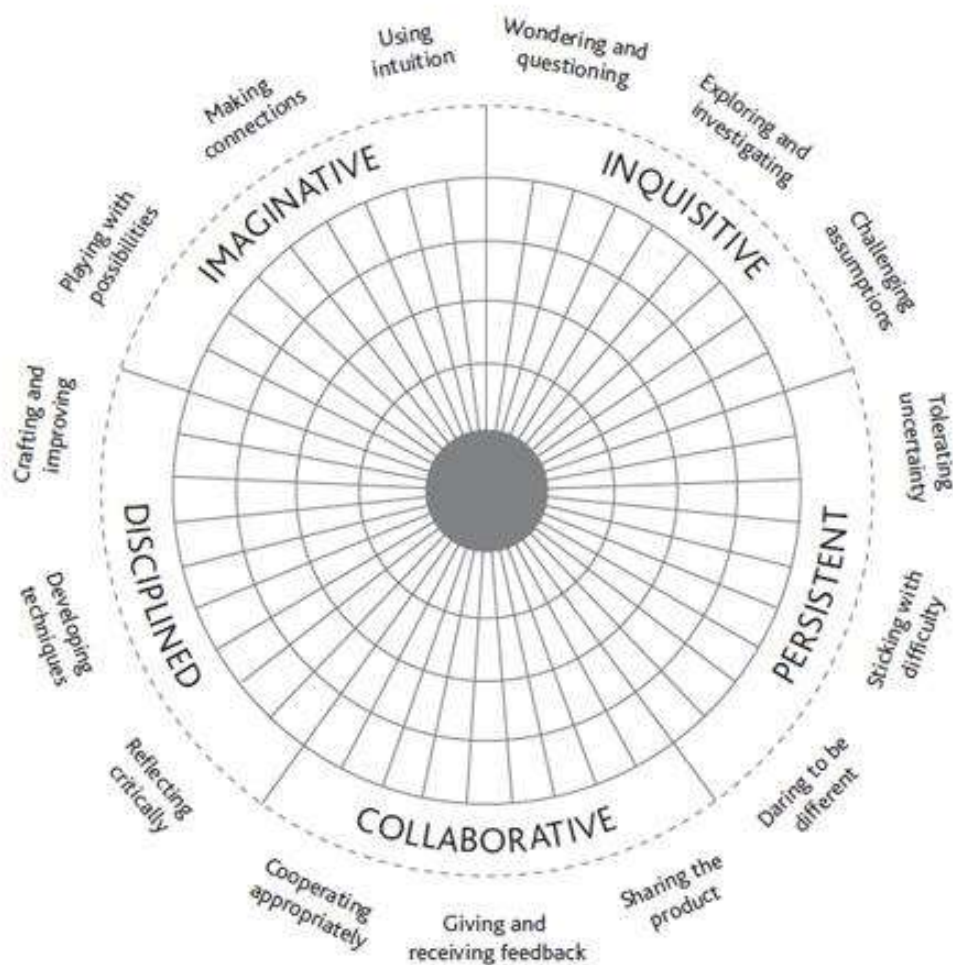 Wondering and
questioning
Exploring and
investigating
Challenging
assumptions
INQUISITIVE
Tolerating
uncertainty
Sticking with
difficulty
Daring to be
different
PERSISTENT
Sharing the
product
Giving and
receiving feedback
Cooperating
appropriately
COLLABORATIVE
Reflecting
critically
Developing
techniques
Crafting and
improving
DISCIPLINED
Playing with
possibilities
Making
connections
Using
intuition
IMAGINATIVE